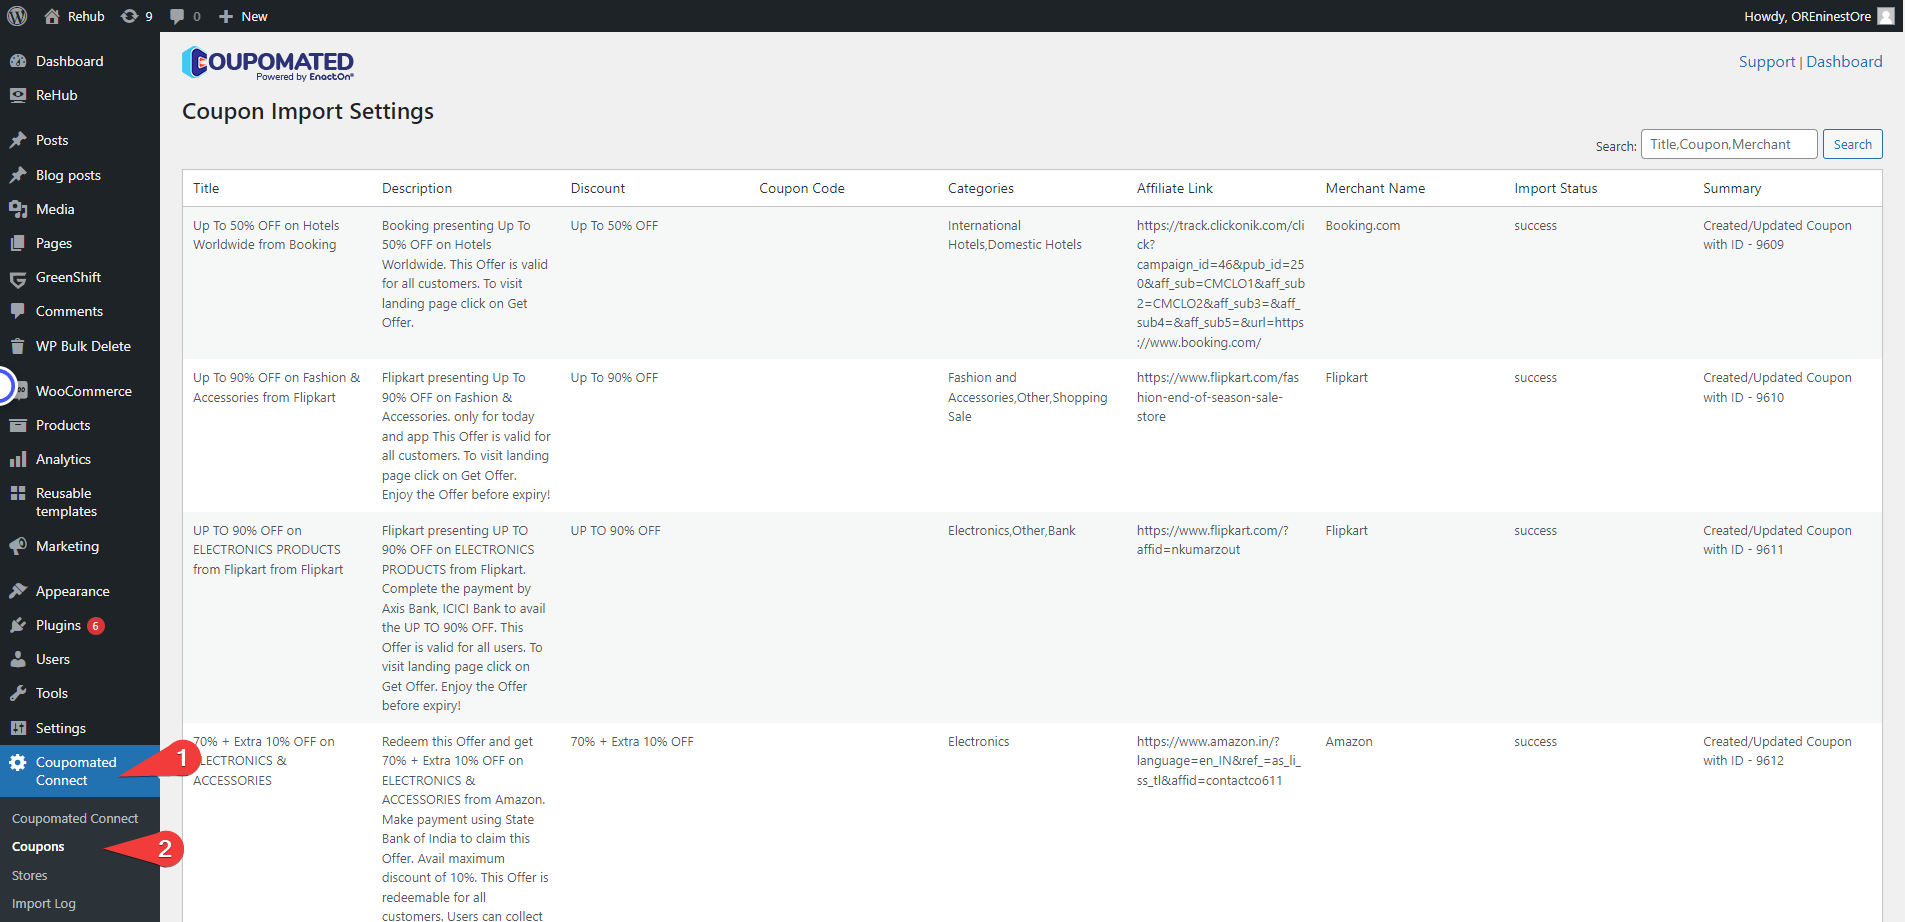 Rehub 9 0 New
Howdy, OREninestOre
Dashboard
ReHub
Posts
Blog posts
Media
Pages
GreenShift
Comments
WP Bulk Delete
WooCommerce
Products
Analytics
Reusable
templates
Marketing
Appearance
Plugins 6
Users
Tools
Settings
Coupomated
Connect
1
Coupomated Connect
Coupons
2
Stores
Import Log
COUPOMATED
Powered by EnactOn®
Support | Dashboard
Coupon Import Settings
Search: Title,Coupon,Merchant Search
Title Description Discount Coupon Code Categories Affiliate Link Merchant Name Import Status Summary
Up To 50% OFF on Hotels
Worldwide from Booking
Booking presenting Up To
50% OFF on Hotels
Worldwide. This Offer is valid
for all customers. To visit
landing page click on Get
Offer.
Up To 50% OFF
International
Hotels,Domestic Hotels
https://track.clickonik.com/cli
ck?
campaign_id=46&pub_id=25
0&aff_sub=CMCLO1&aff_sub
2=CMCLO2&aff_sub3=&aff_
sub4=&aff_sub5=&url=https
://www.booking.com/
Booking.com
success
Created/Updated Coupon
with ID - 9609
Up To 90% OFF on Fashion &
Accessories from Flipkart
Flipkart presenting Up To
90% OFF on Fashion &
Accessories. only for today
and app This Offer is valid for
all customers. To visit landing
page click on Get Offer.
Enjoy the Offer before expiry!
Up To 90% OFF
Fashion and
Accessories,Other,Shopping
Sale
https://www.flipkart.com/fas
hion-end-of-season-sale-
store
Flipkart
success
Created/Updated Coupon
with ID - 9610
UP TO 90% OFF on
ELECTRONICS PRODUCTS
from Flipkart from Flipkart
Flipkart presenting UP TO
90% OFF on ELECTRONICS
PRODUCTS from Flipkart.
Complete the payment by
Axis Bank, ICICI Bank to avail
the UP TO 90% OFF. This
Offer is valid for all users. To
visit landing page click on
Get Offer. Enjoy the Offer
before expiry!
UP TO 90% OFF
Electronics,Other,Bank
https://www.flipkart.com/?
affid=nkumarzout
Flipkart
success
Created/Updated Coupon
with ID - 9611
70% + Extra 10% OFF on
ELECTRONICS &
ACCESSORIES
Redeem this Offer and get
70% + Extra 10% OFF on
ELECTRONICS &
ACCESSORIES from Amazon.
Make payment using State
Bank of India to claim this
Offer. Avail maximum
discount of 10%. This Offer is
redeemable for all
customers. Users can collect
70% + Extra 10% OFF
Electronics
https://www.amazon.in/?
language=en_IN&ref_=as_li_
ss_tl&affid=contactco611
Amazon
success
Created/Updated Coupon
with ID - 9612